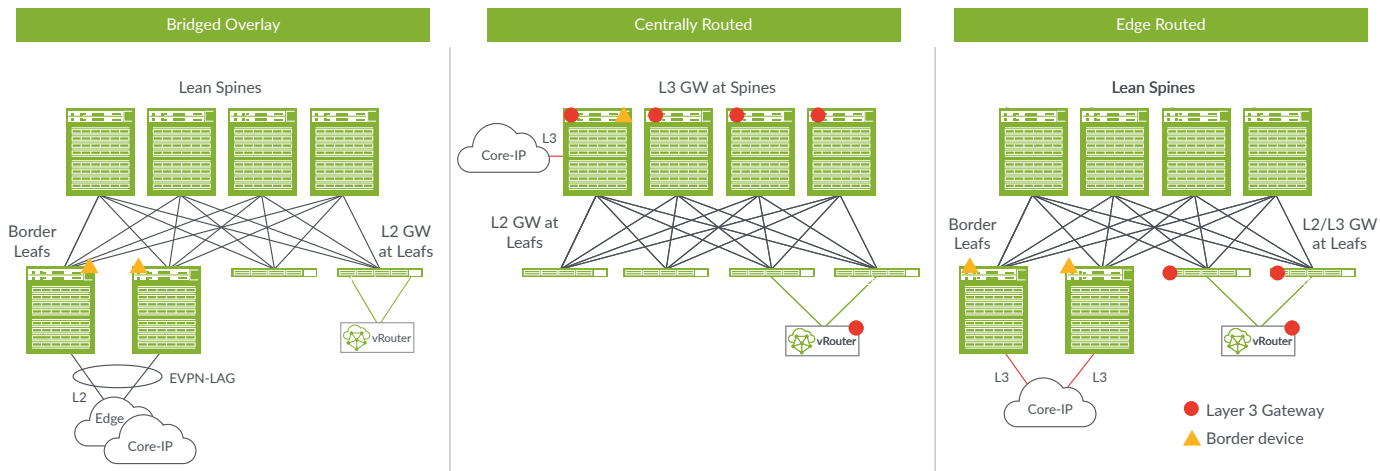 Bridged Overlay
Lean Spines
Border
Leafs
L2 GW
at Leafs
vRouter
EVPN-LAG
L2
Edge
Core-IP
Centrally Routed
L3 GW at Spines
L3
Core-IP
L2 GW at
Leafs
vRouter
Edge Routed
Lean Spines
Border
Leafs
L2/L3 GW
at Leafs
vRouter
L3
L3
Core-IP
Layer 3 Gateway
Border device